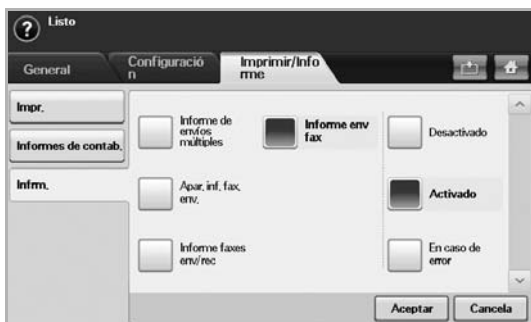 ?
Listo
General
Configuració
n
Imprimir/Info
rme
Impr.
Informes de contab.
Infrm.
Informe de
envíos
múltiples
Apar. inf. fax.
env.
Informe faxes
env/rec
Informe env
fax
Desactivado
Activado
En caso de
error
Aceptar
Cancela